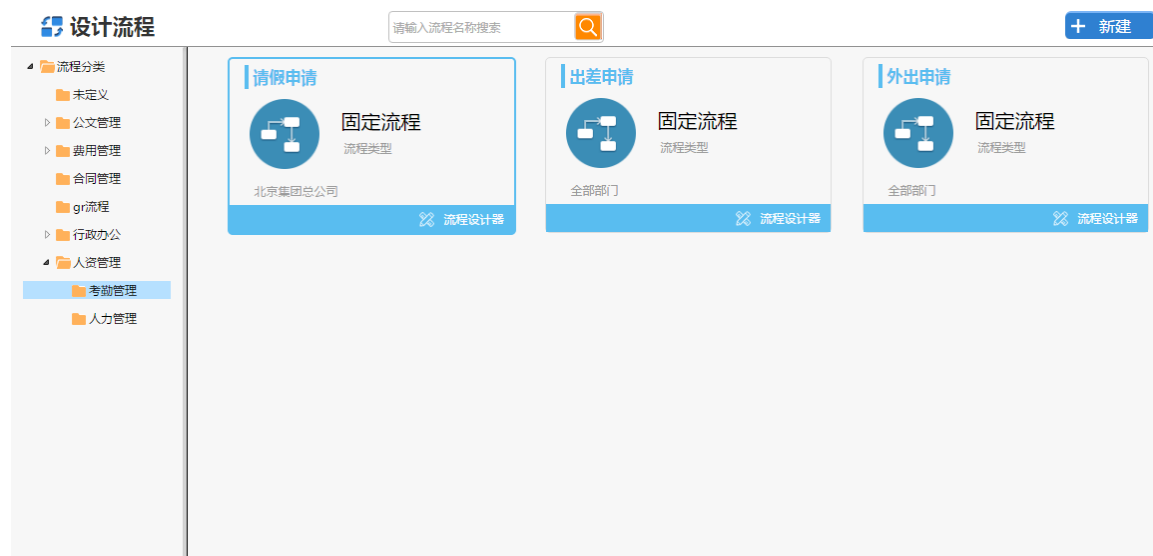 设计流程
请输入流程名称搜索
新建
流程分类
未定义
公文管理
费用管理
合同管理
gr流程
行政办公
人资管理
考勤管理
人力管理
请假申请
固定流程
流程类型
北京集团总公司
流程设计器
出差申请
固定流程
流程类型
全部部门
流程设计器
外出申请
固定流程
流程类型
全部部门
流程设计器